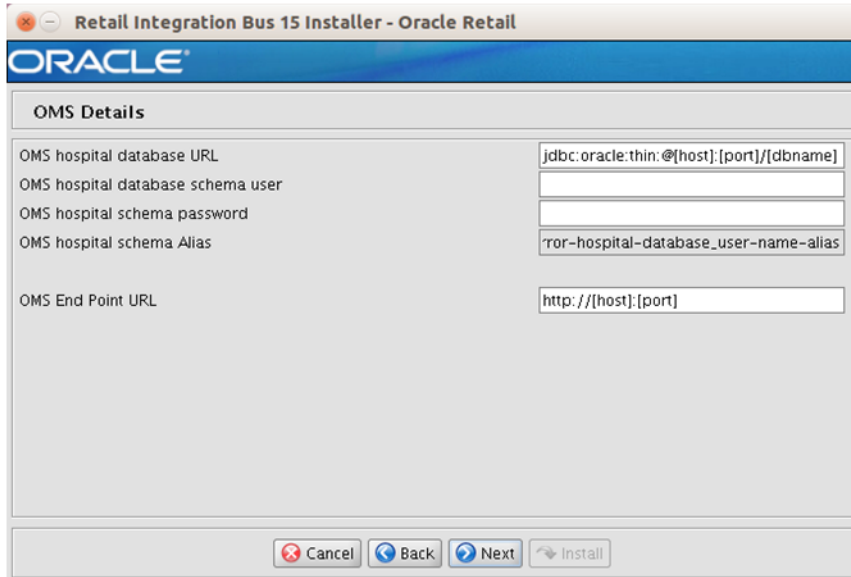 Retail Integration Bus 15 Installer - Oracle Retail
ORACLE®
OMS Details
OMS hospital database URL jdbc:oracle:thin:@[host]:[port]/[dbname]
OMS hospital database schema user
OMS hospital schema password
OMS hospital schema Alias ror-hospital-database_user-name-alias
OMS End Point URL http://[host]:[port]
Cancel Back Next Install